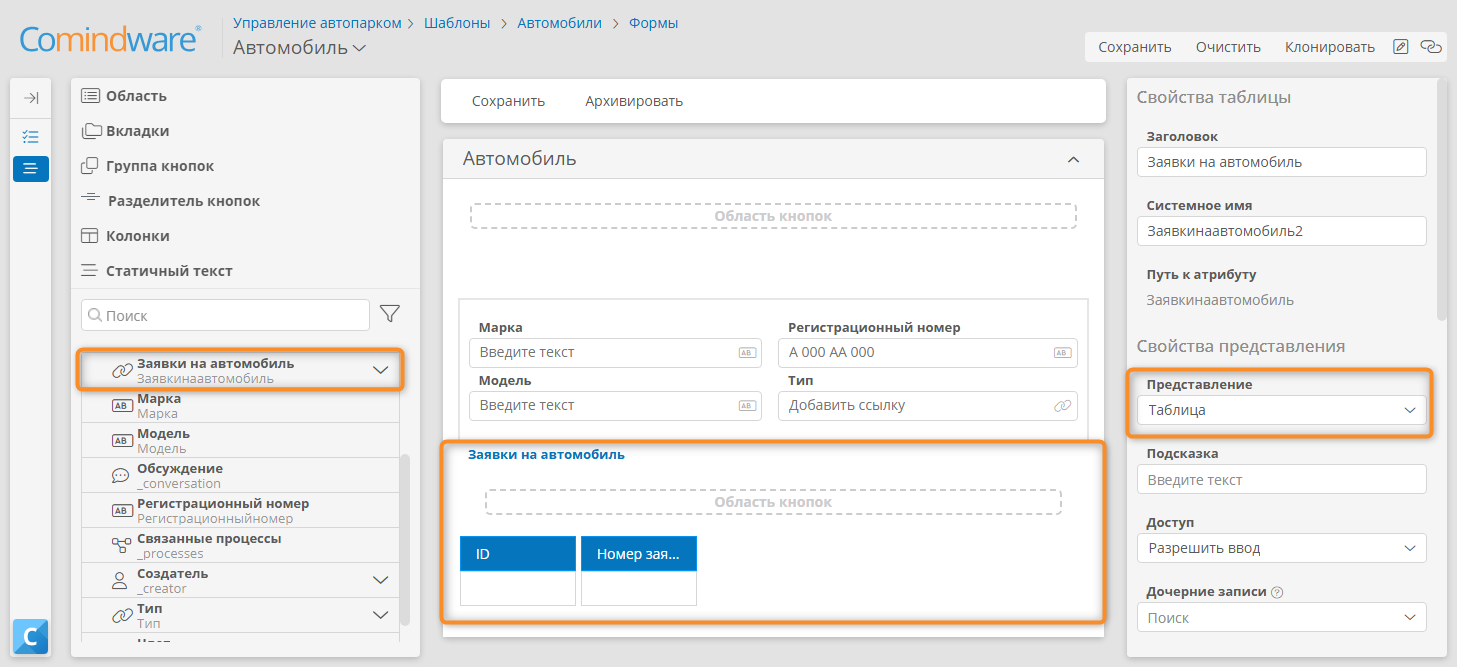 Comindware®
Управление автопарком > Шаблоны > Автомобили > Формы
Автомобиль
Сохранить Очистить Клонировать
Область
Вкладки
Группа кнопок
Разделитель кнопок
Колонки
Статичный текст
Поиск
Заявки на автомобиль
Заявкинаавтомобиль
AB Марка
Марка
AB Модель
Модель
Обсуждение
_conversation
AB Регистрационный номер
Регистрационныйномер
Связанные процессы
_processes
Создатель
_creator
Тип
Тип
C
Сохранить Архивировать
Автомобиль
Область кнопок
Марка Регистрационный номер
Введите текст AB А 000 АА 000 AB
Модель Тип
Введите текст AB Добавить ссылку
Заявки на автомобиль
Область кнопок
ID Номер зая...
Свойства таблицы
Заголовок
Заявки на автомобиль
Системное имя
Заявкинаавтомобиль2
Путь к атрибуту
Заявкинаавтомобиль
Свойства представления
Представление
Таблица
Подсказка
Введите текст
Доступ
Разрешить ввод
Дочерние записи ?
Поиск